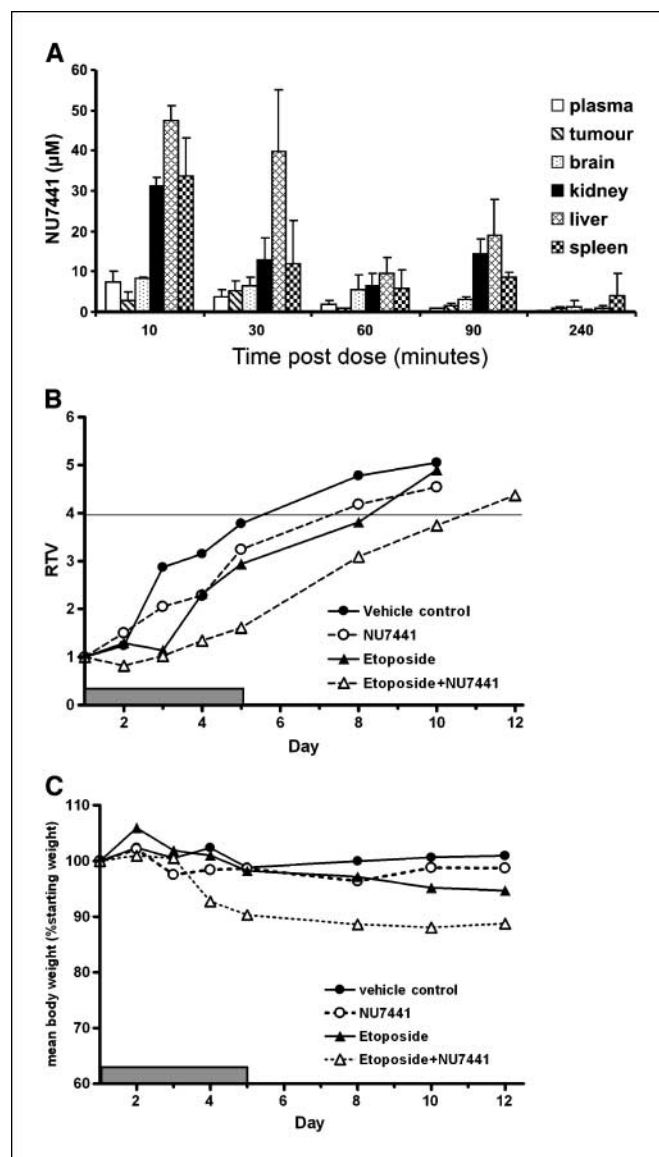 A
NU7441 (µM)
60
50
40
30
20
10
0
plasma
tumour
brain
kidney
liver
spleen
10 30 60 90 240
Time post dose (minutes)
B
RTV
6
5
4
3
2
1
0
Vehicle control
NU7441
Etoposide
Etoposide+NU7441
2 4 6 8 10 12
Day
C
mean body weight (%starting weight)
110
100
90
80
70
60
vehicle control
NU7441
Etoposide
Etoposide+NU7441
2 4 6 8 10 12
Day